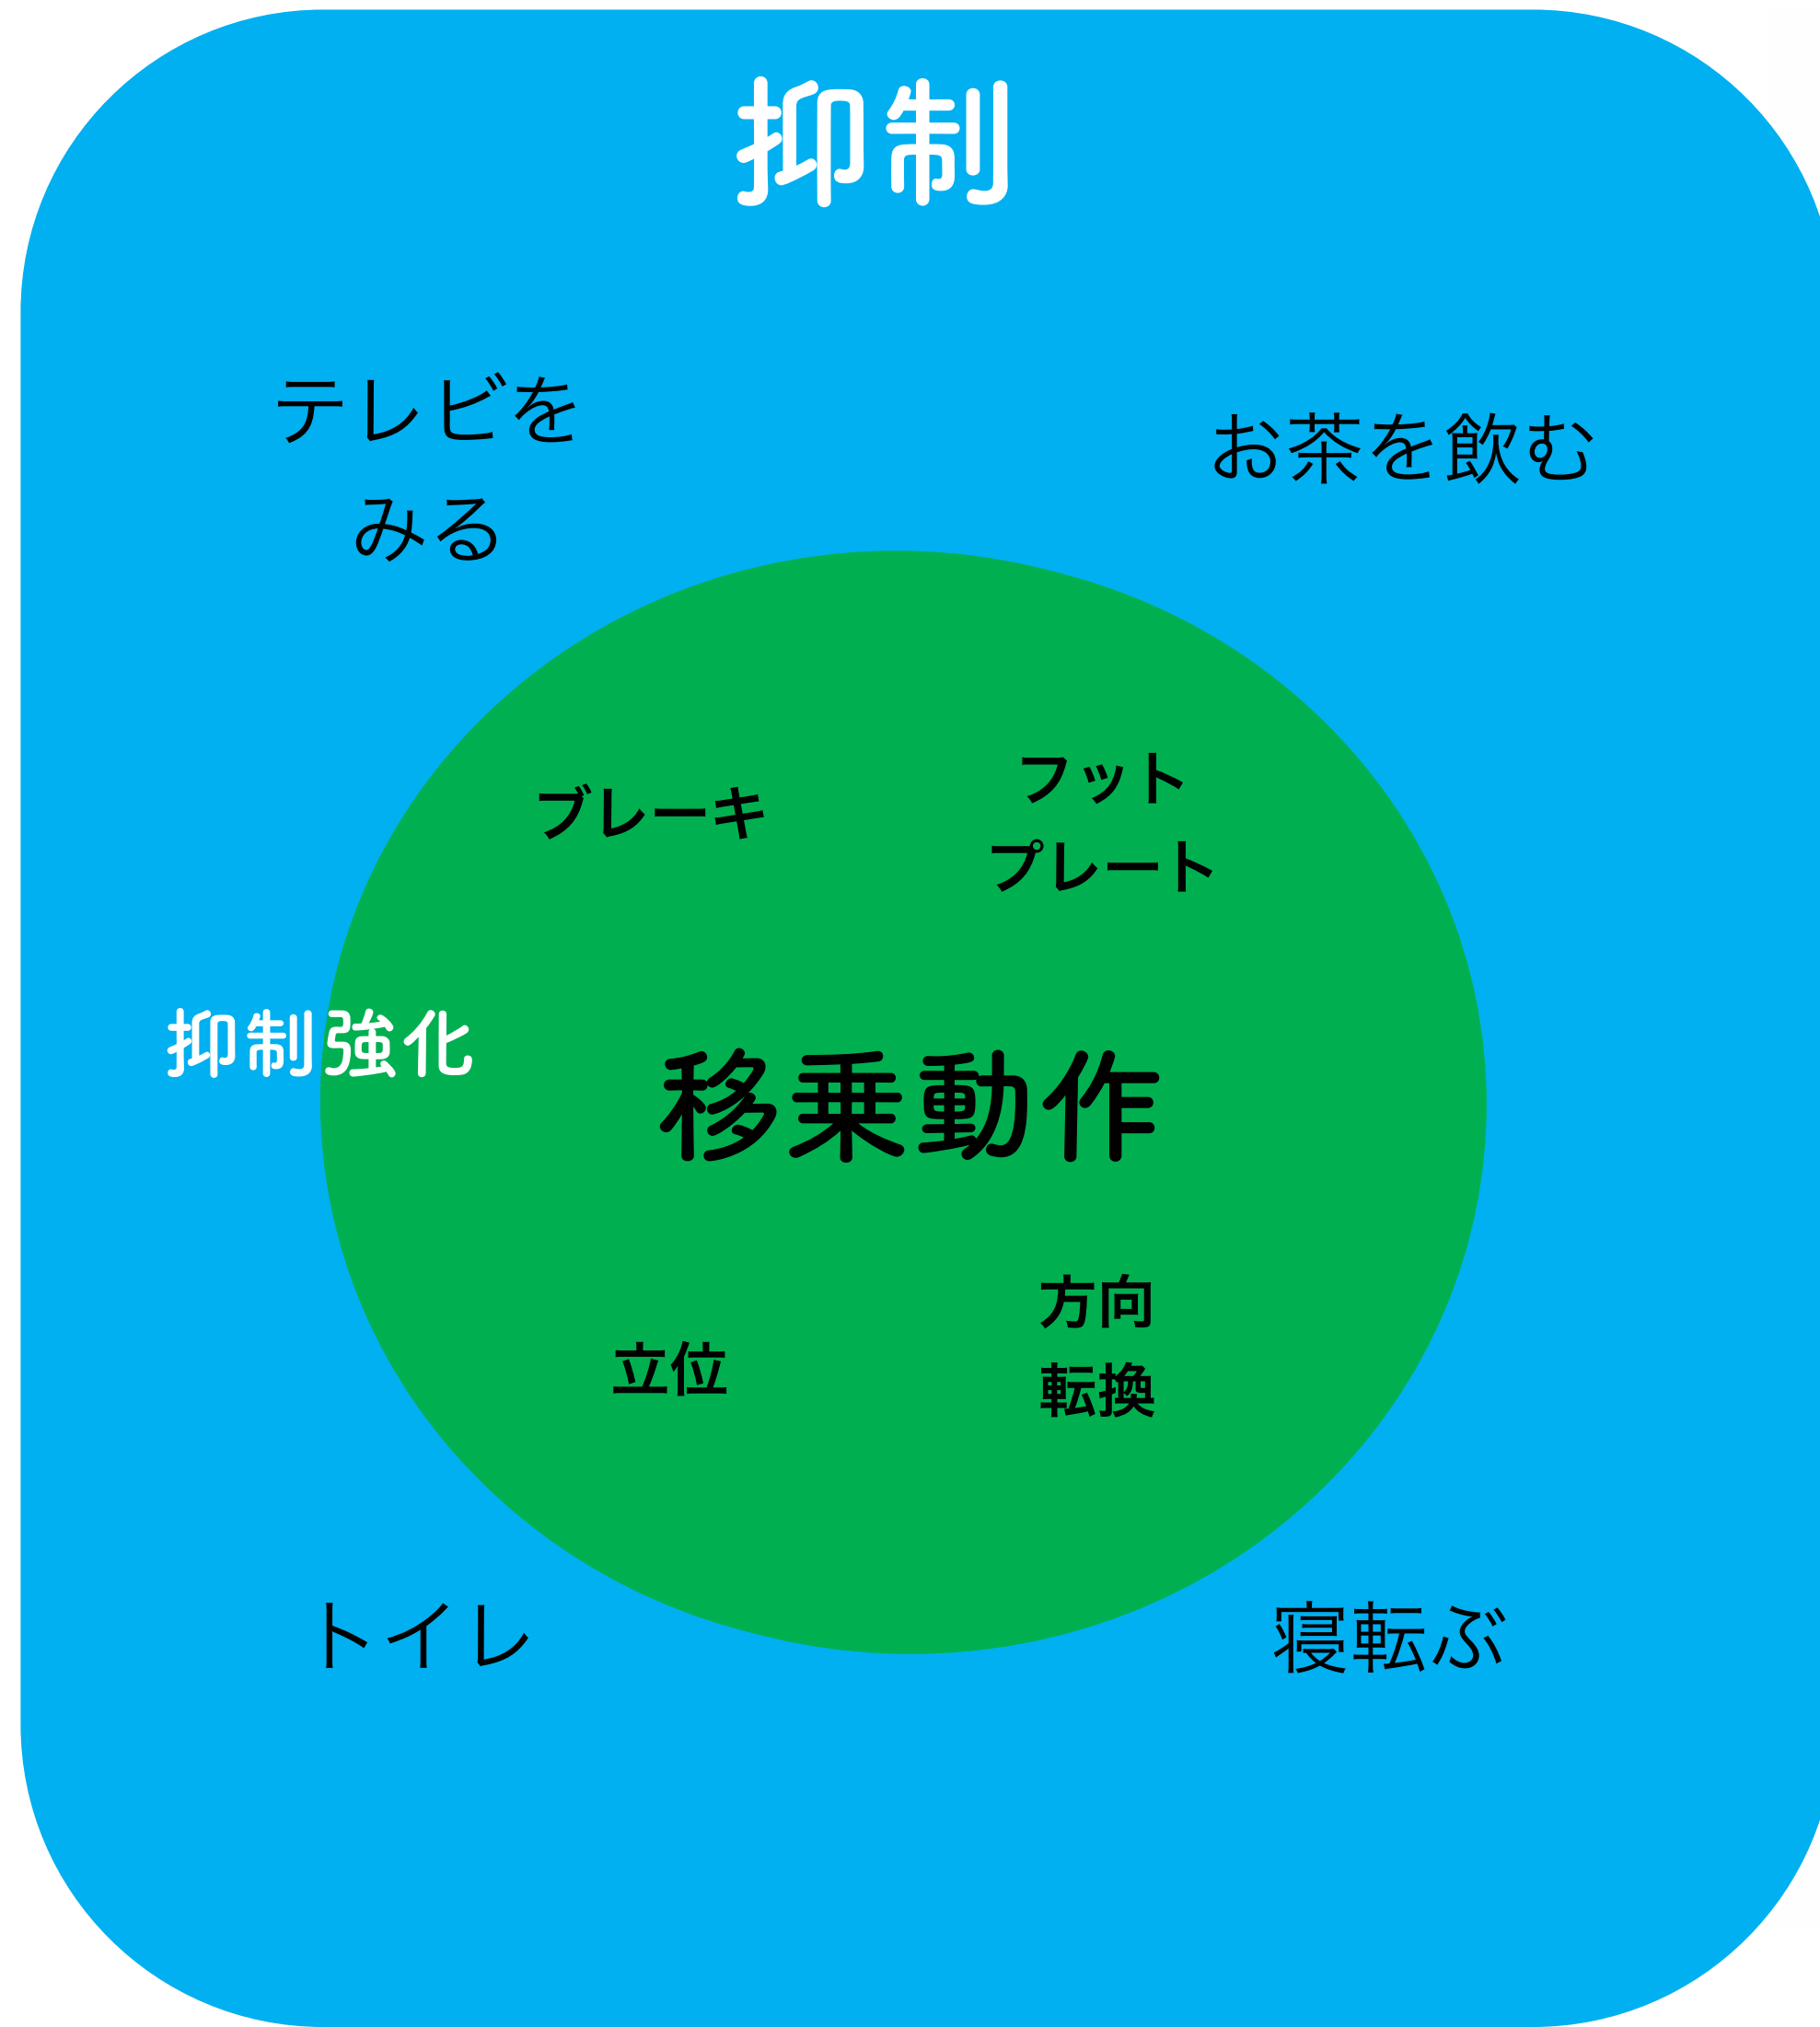 抑制
テレビを
みる
お茶を飲む
ブレーキ
フット
プレート
抑制強化
移乗動作
立位
方向
転換
トイレ
寝転ぶ